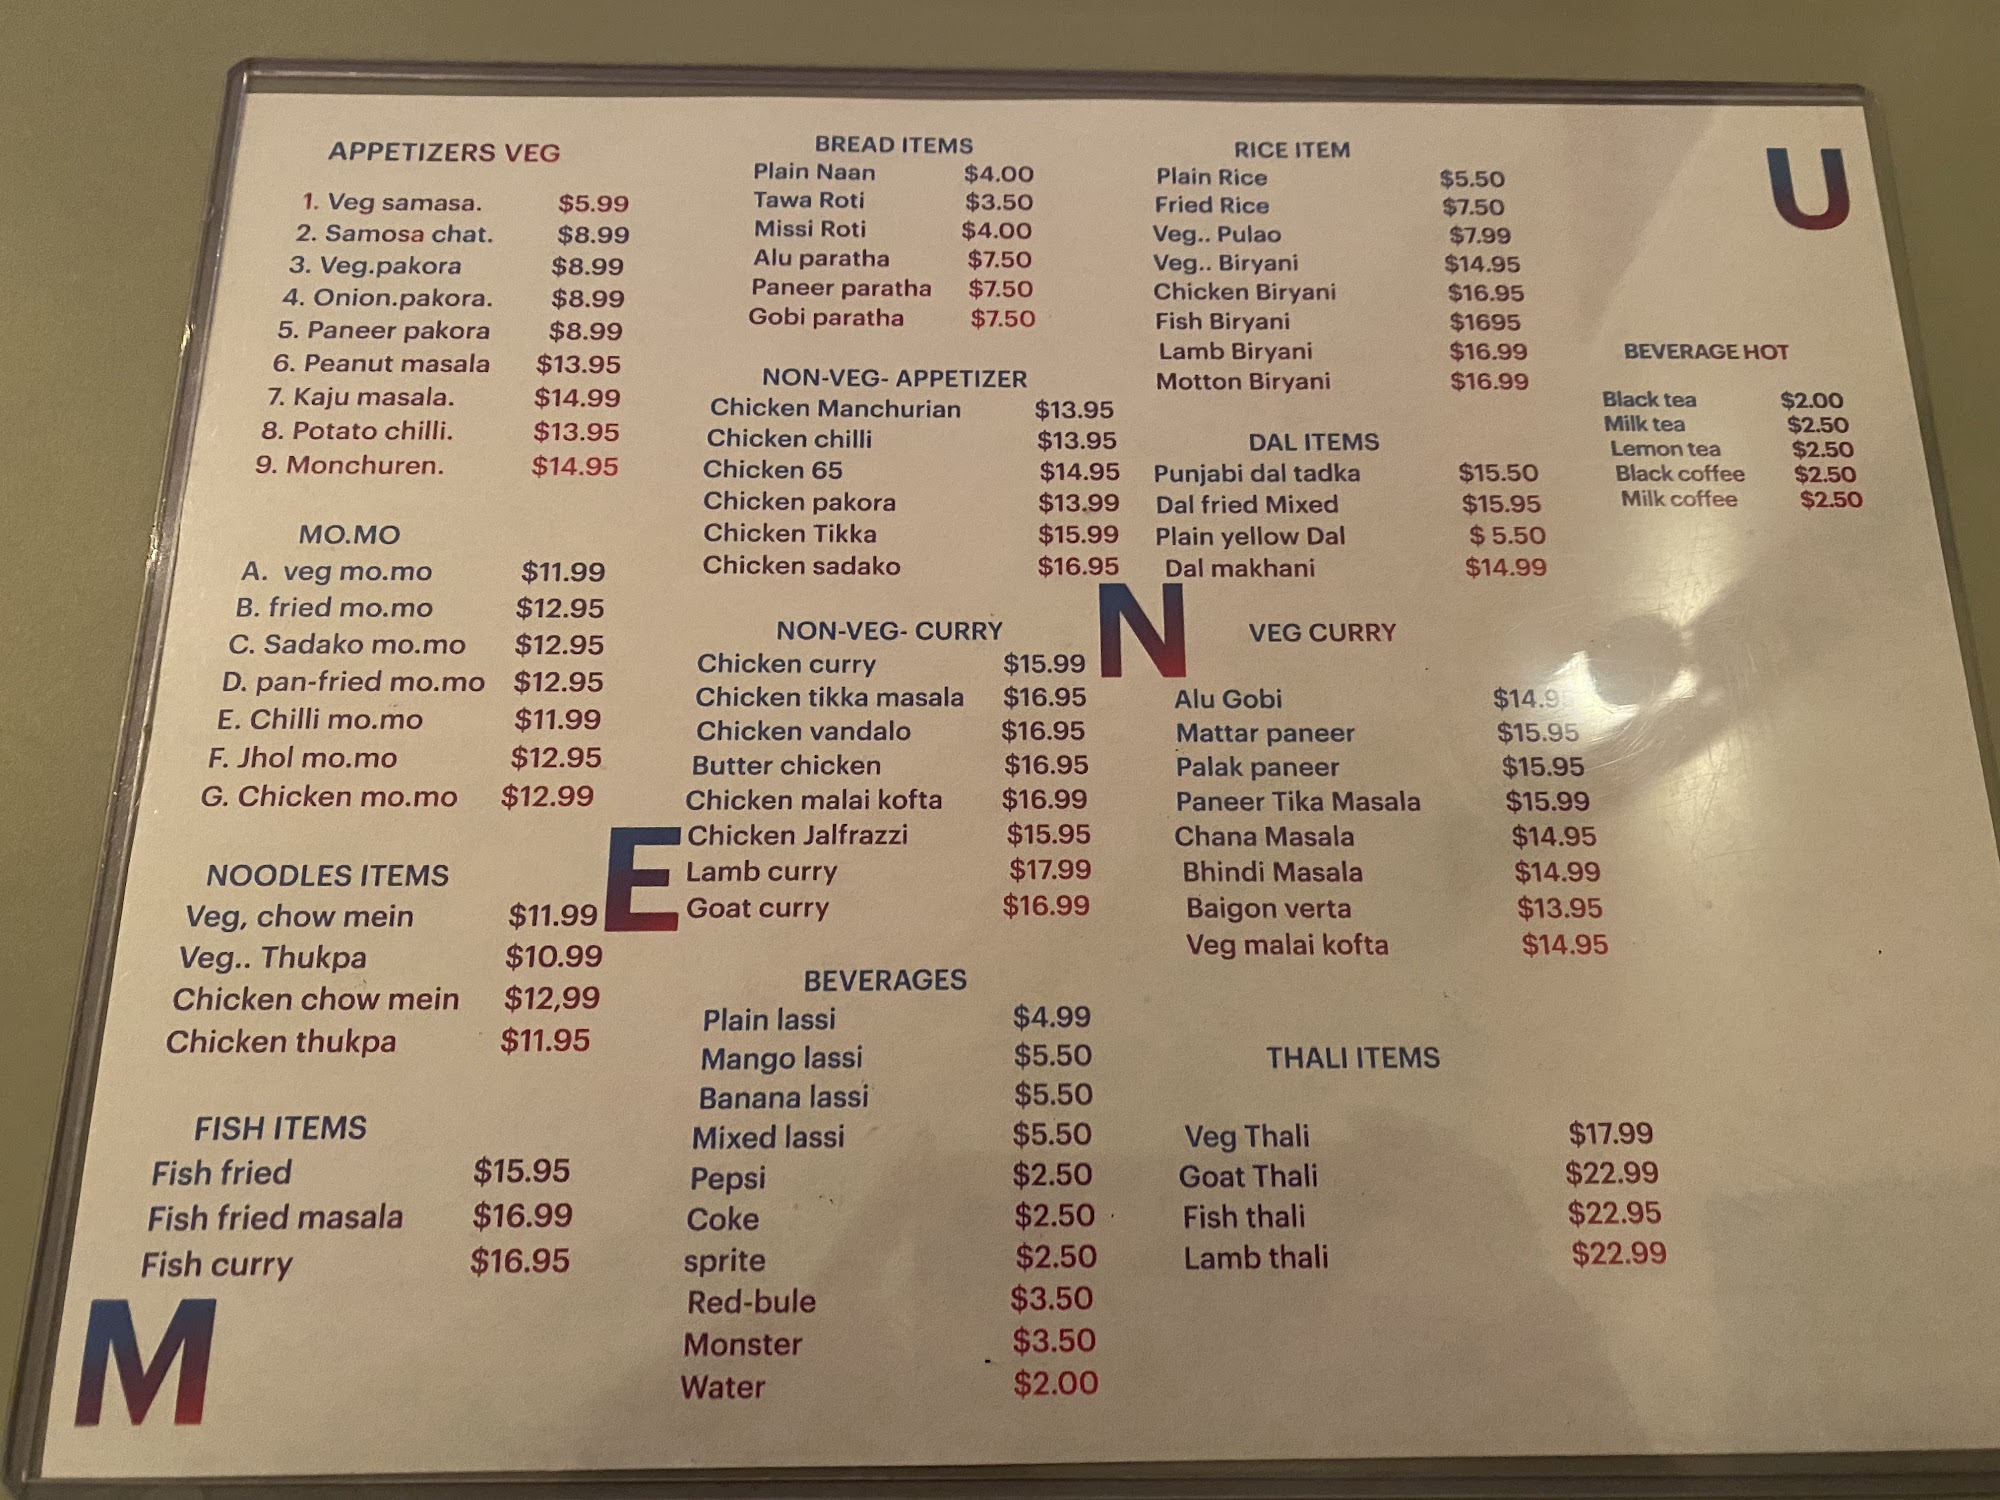 APPETIZERS VEG
1. Veg samasa. $5.99
2. Samosa chat. $8.99
3. Veg.pakora $8.99
4. Onion.pakora. $8.99
5. Paneer pakora $8.99
6. Peanut masala $13.95
7. Kaju masala. $14.99
8. Potato chilli. $13.95
9. Monchuren. $14.95
MO.MO
A. veg mo.mo $11.99
B. fried mo.mo $12.95
C. Sadako mo.mo $12.95
D. pan-fried mo.mo $12.95
E. Chilli mo.mo $11.99
F. Jhol mo.mo $12.95
G. Chicken mo.mo $12.99
NOODLES ITEMS
Veg, chow mein $11.99
Veg.. Thukpa $10.99
Chicken chow mein $12,99
Chicken thukpa $11.95
FISH ITEMS
Fish fried $15.95
Fish fried masala $16.99
Fish curry $16.95
M
E
BREAD ITEMS
Plain Naan $4.00
Tawa Roti $3.50
Missi Roti $4.00
Alu paratha $7.50
Paneer paratha $7.50
Gobi paratha $7.50
NON-VEG- APPETIZER
Chicken Manchurian $13.95
Chicken chilli $13.95
Chicken 65 $14.95
Chicken pakora $13.99
Chicken Tikka $15.99
Chicken sadako $16.95
NON-VEG- CURRY
Chicken curry $15.99
Chicken tikka masala $16.95
Chicken vandalo $16.95
Butter chicken $16.95
Chicken malai kofta $16.99
Chicken Jalfrazzi $15.95
Lamb curry $17.99
Goat curry $16.99
BEVERAGES
Plain lassi $4.99
Mango lassi $5.50
Banana lassi $5.50
Mixed lassi $5.50
Pepsi $2.50
Coke $2.50
sprite $2.50
Red-bule $3.50
Monster $3.50
Water $2.00
N
RICE ITEM
Plain Rice $5.50
Fried Rice $7.50
Veg.. Pulao $7.99
Veg.. Biryani $14.95
Chicken Biryani $16.95
Fish Biryani $1695
Lamb Biryani $16.99
Motton Biryani $16.99
DAL ITEMS
Punjabi dal tadka $15.50
Dal fried Mixed $15.95
Plain yellow Dal $ 5.50
Dal makhani $14.99
VEG CURRY
Alu Gobi
Mattar paneer $15.95
Palak paneer $15.95
Paneer Tika Masala $15.99
Chana Masala $14.95
Bhindi Masala $14.99
Baigon verta $13.95
Veg malai kofta $14.95
THALI ITEMS
Veg Thali $17.99
Goat Thali $22.99
Fish thali $22.95
Lamb thali $22.99
U
BEVERAGE HOT
Black tea $2.00
Milk tea $2.50
Lemon tea $2.50
Black coffee $2.50
Milk coffee $2.50